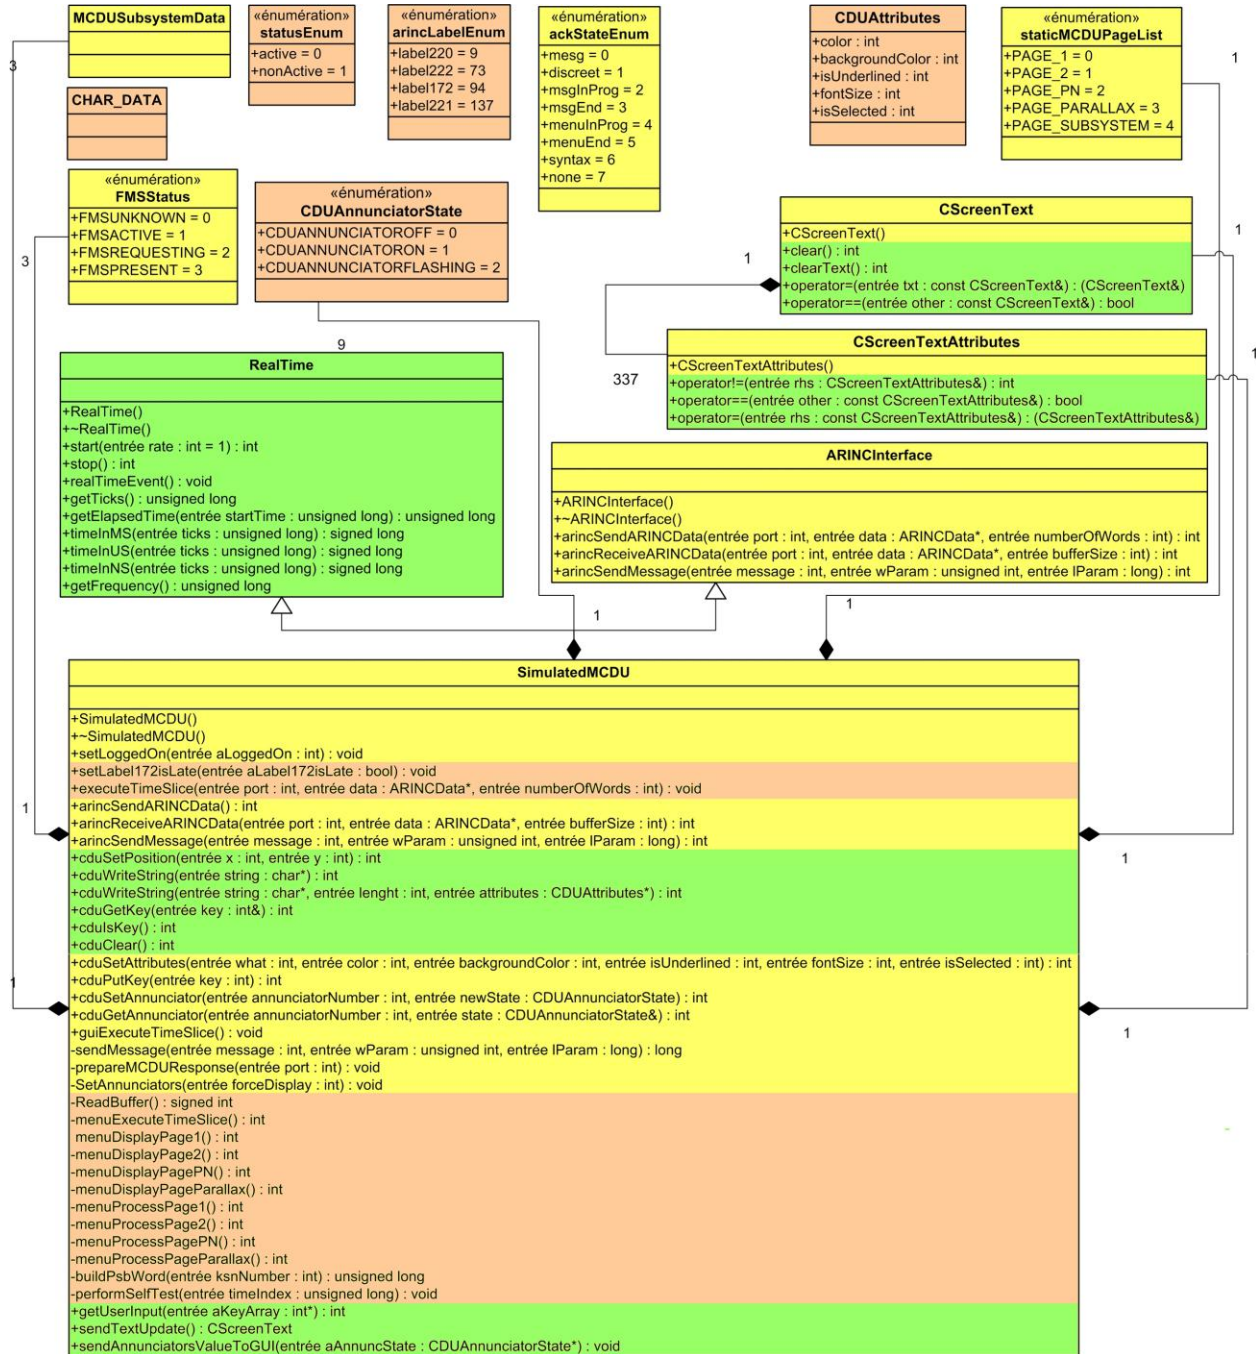 MCDUSubsystemData
3
CHAR_DATA
«énumération»
statusEnum
+active = 0
+nonActive = 1
«énumération»
arincLabelEnum
+label220 = 9
+label222 = 73
+label172 = 94
+label221 = 137
«énumération»
ackStateEnum
+mesg = 0
+discreet = 1
+msgInProg = 2
+msgEnd = 3
+menuInProg = 4
+menuEnd = 5
+syntax = 6
+none = 7
CDUAttributes
+color : int
+backgroundColor : int
+isUnderlined : int
+fontSize : int
+isSelected : int
«énumération»
staticMCDUPageList
+PAGE_1 = 0
+PAGE_2 = 1
+PAGE_PN = 2
+PAGE_PARALLAX = 3
+PAGE_SUBSYSTEM = 4
1
«énumération»
FMSStatus
+FMSUNKNOWN = 0
+FMSACTIVE = 1
+FMSREQUESTING = 2
+FMSPRESENT = 3
3
«énumération»
CDUAnnunciatorState
+CDUANNUNCIATOROFF = 0
+CDUANNUNCIATORON = 1
+CDUANNUNCIATORFLASHING = 2
9
CScreenText
+CScreenText()
+clear() : int
+clearText() : int
+operator=(entrée txt : const CScreenText&) : (CScreenText&)
+operator==(entrée other : const CScreenText&) : bool
1
1
CScreenTextAttributes
+CScreenTextAttributes()
+operator!=(entrée rhs : CScreenTextAttributes&) : int
+operator==(entrée other : const CScreenTextAttributes&) : bool
+operator=(entrée rhs : const CScreenTextAttributes&) : (CScreenTextAttributes&)
337
1
RealTime
+RealTime()
+~RealTime()
+start(entrée rate : int = 1) : int
+stop() : int
+realTimeEvent() : void
+getTicks() : unsigned long
+getElapsedTime(entrée startTime : unsigned long) : unsigned long
+timeInMS(entrée ticks : unsigned long) : signed long
+timeInUS(entrée ticks : unsigned long) : signed long
+timeInNS(entrée ticks : unsigned long) : signed long
+getFrequency() : unsigned long
ARINCInterface
+ARINCInterface()
+~ARINCInterface()
+arincSendARINCData(entrée port : int, entrée data : ARINCData*, entrée numberOfWords : int) : int
+arincReceiveARINCData(entrée port : int, entrée data : ARINCData*, entrée bufferSize : int) : int
+arincSendMessage(entrée message : int, entrée wParam : unsigned int, entrée lParam : long) : int
1
1
SimulatedMCDU
+SimulatedMCDU()
+~SimulatedMCDU()
+setLoggedOn(entrée aLoggedOn : int) : void
+setLabel172isLate(entrée aLabel172isLate : bool) : void
+executeTimeSlice(entrée port : int, entrée data : ARINCData*, entrée numberOfWords : int) : void
+arincSendARINCData() : int
+arincReceiveARINCData(entrée port : int, entrée data : ARINCData*, entrée bufferSize : int) : int
+arincSendMessage(entrée message : int, entrée wParam : unsigned int, entrée lParam : long) : int
+cduSetPosition(entrée x : int, entrée y : int) : int
+cduWriteString(entrée string : char*) : int
+cduWriteString(entrée string : char*, entrée lenght : int, entrée attributes : CDUAttributes*) : int
+cduGetKey(entrée key : int&) : int
+cduIsKey() : int
+cduClear() : int
+cduSetAttributes(entrée what : int, entrée color : int, entrée backgroundColor : int, entrée isUnderlined : int, entrée fontSize : int, entrée isSelected : int) : int
+cduPutKey(entrée key : int) : int
+cduSetAnnunciator(entrée annunciatorNumber : int, entrée newState : CDUAnnunciatorState) : int
+cduGetAnnunciator(entrée annunciatorNumber : int, entrée state : CDUAnnunciatorState&) : int
+guiExecuteTimeSlice() : void
-sendMessage(entrée message : int, entrée wParam : unsigned int, entrée lParam : long) : long
-prepareMCDUResponse(entrée port : int) : void
-SetAnnunciators(entrée forceDisplay : int) : void
-ReadBuffer() : signed int
-menuExecuteTimeSlice() : int
menuDisplayPage1() : int
-menuDisplayPage2() : int
-menuDisplayPagePN() : int
-menuDisplayPageParallax() : int
-menuProcessPage1() : int
-menuProcessPage2() : int
-menuProcessPagePN() : int
-menuProcessPageParallax() : int
-buildPsbWord(entrée ksnNumber : int) : unsigned long
-performSelfTest(entrée timeIndex : unsigned long) : void
+getUserInput(entrée aKeyArray : int*) : int
+sendTextUpdate() : CScreenText
+sendAnnunciatorsValueToGUI(entrée aAnnuncState : CDUAnnunciatorState*) : void
1
1
1
1
-